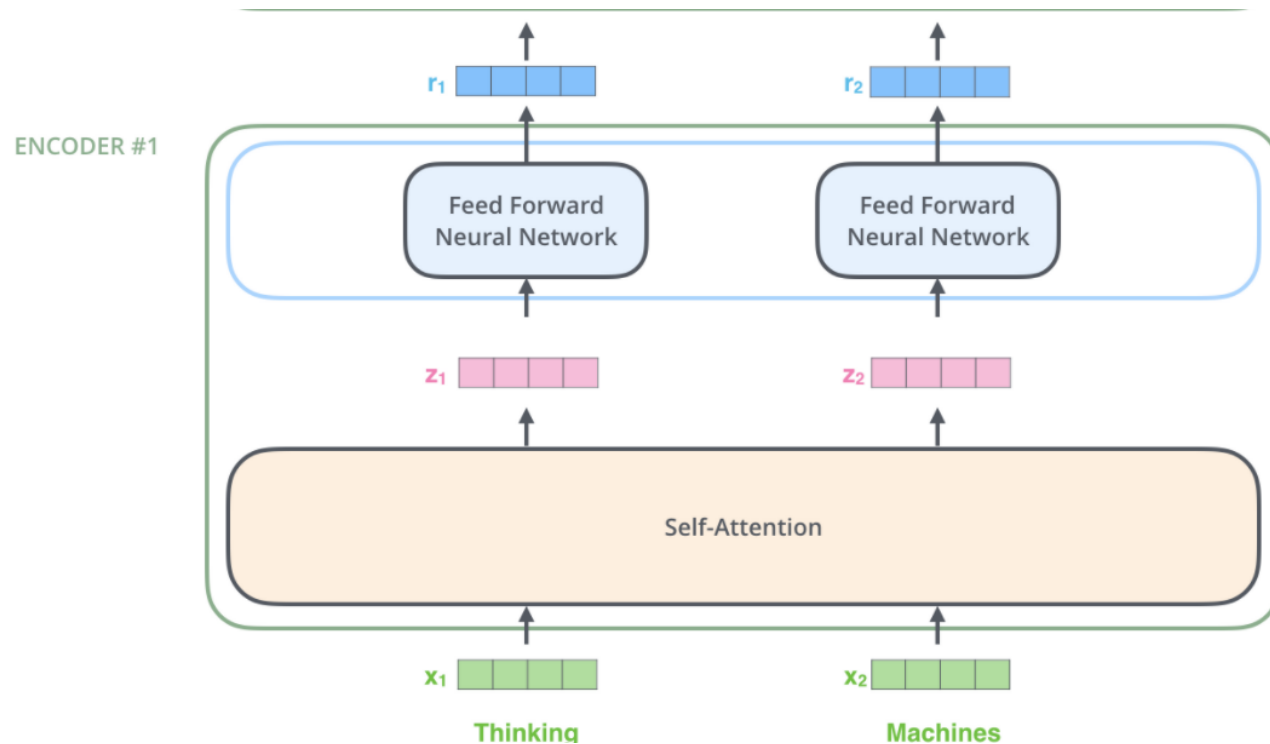 r₁
r₂
ENCODER #1
Feed Forward
Neural Network
Feed Forward
Neural Network
z₁
z₂
Self-Attention
x₁
x₂
Thinking
Machines